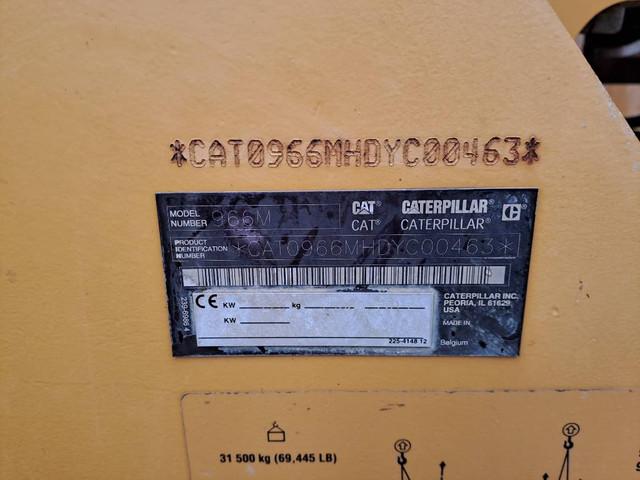 *CAT0966MHDYC00463*
MODEL NUMBER 966M
CAT® CATERPILLAR®
CAT® CATERPILLAR®
PRODUCT IDENTIFICATION NUMBER *CAT0966MHDYC00463*
CE KW kg
KW
225-4148 12
CATERPILLAR INC.
PEORIA, IL 61629
USA
MADE IN
Belgium
31 500 kg (69,445 LB)